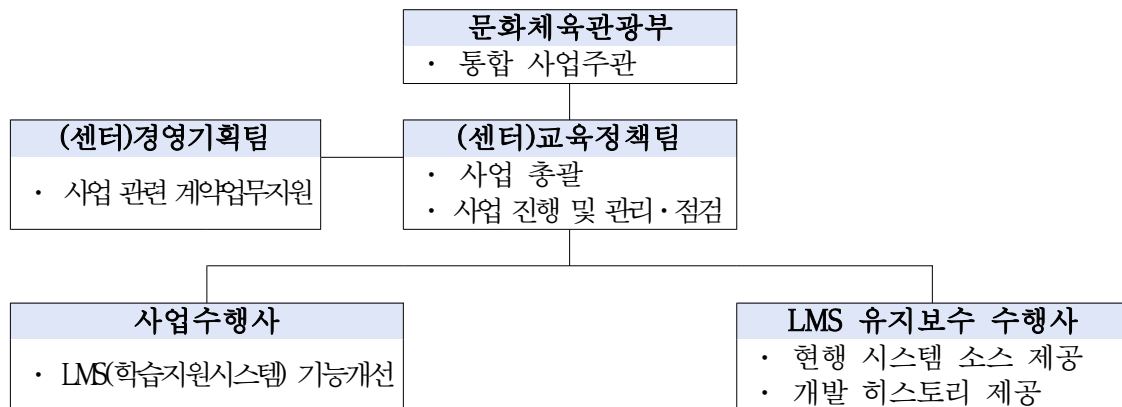 문화체육관광부
· 통합 사업주관
(센터)경영기획팀
· 사업 관련 계약업무지원
(센터)교육정책팀
· 사업 총괄
· 사업 진행 및 관리·점검
사업수행사
· LMS(학습지원시스템) 기능개선
LMS 유지보수 수행사
· 현행 시스템 소스 제공
· 개발 히스토리 제공